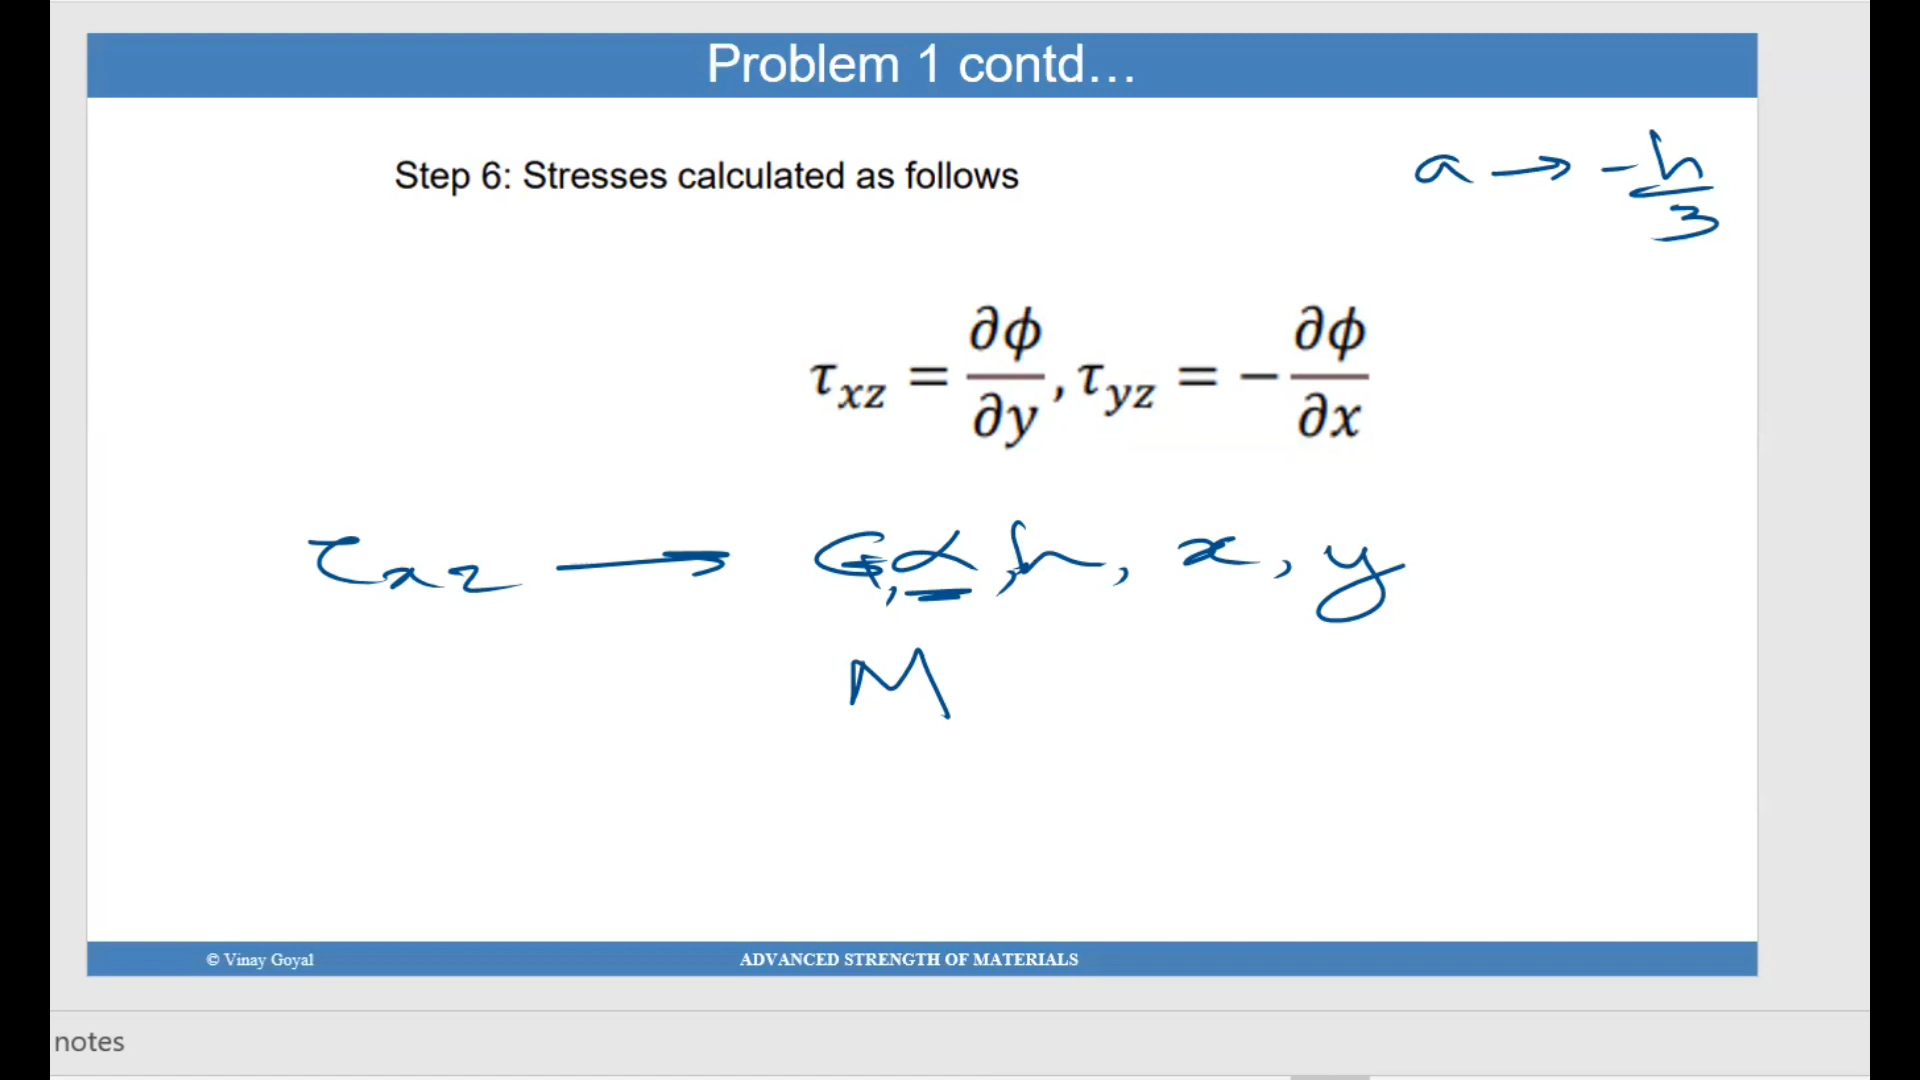 Problem 1 contd...
Step 6: Stresses calculated as follows
a → -h/3
τxz = ∂ϕ/∂y, τyz = -∂ϕ/∂x
τxz → G, α, h, x, y
M
© Vinay Goyal
ADVANCED STRENGTH OF MATERIALS
notes